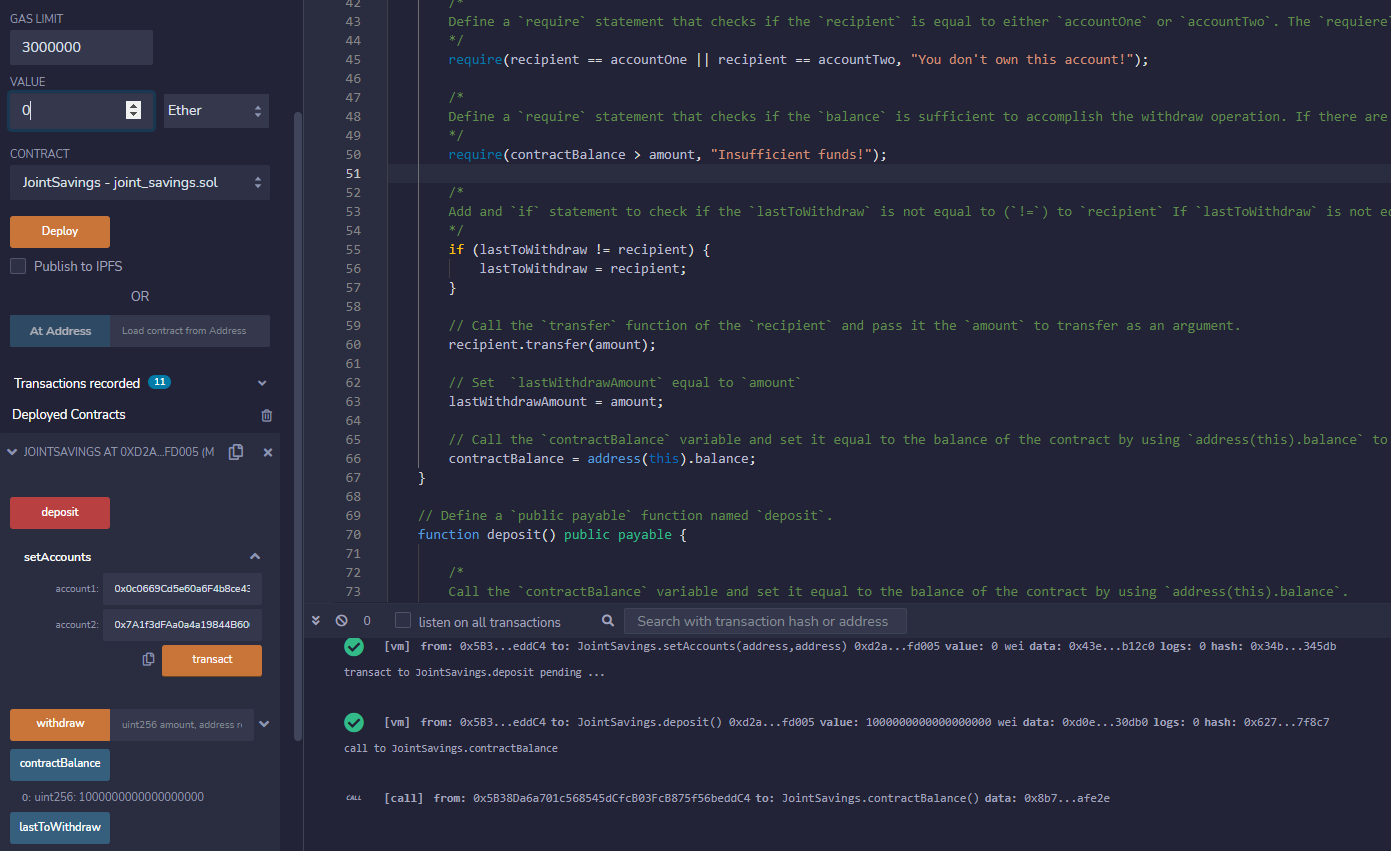 GAS LIMIT
3000000
VALUE
0
Ether
CONTRACT
JointSavings - joint_savings.sol
Deploy
Publish to IPFS
OR
At Address
Load contract from Address
Transactions recorded 11
Deployed Contracts
JOINTSAVINGS AT 0XD2A...FD005 (M
deposit
setAccounts
account1: 0x0c0669Cd5e60a6F4b8ce43
account2: 0x7A1f3dFAa0a4a19844B60
transact
withdraw
uint256 amount, address re
contractBalance
0: uint256: 1000000000000000000
lastToWithdraw
42 /*
43 Define a `require` statement that checks if the `recipient` is equal to either `accountOne` or `accountTwo`. The `requiere`
44 */
45 require(recipient == accountOne || recipient == accountTwo, "You don't own this account!");
46
47 /*
48 Define a `require` statement that checks if the `balance` is sufficient to accomplish the withdraw operation. If there are
49 */
50 require(contractBalance > amount, "Insufficient funds!");
51
52 /*
53 Add and `if` statement to check if the `lastToWithdraw` is not equal to (`!=`) to `recipient` If `lastToWithdraw` is not eq
54 */
55 if (lastToWithdraw != recipient) {
56 lastToWithdraw = recipient;
57 }
58
59 // Call the `transfer` function of the `recipient` and pass it the `amount` to transfer as an argument.
60 recipient.transfer(amount);
61
62 // Set  `lastWithdrawAmount` equal to `amount`
63 lastWithdrawAmount = amount;
64
65 // Call the `contractBalance` variable and set it equal to the balance of the contract by using `address(this).balance` to
66 contractBalance = address(this).balance;
67 }
68
69 // Define a `public payable` function named `deposit`.
70 function deposit() public payable {
71
72 /*
73 Call the `contractBalance` variable and set it equal to the balance of the contract by using `address(this).balance`.
0
listen on all transactions
Search with transaction hash or address
[vm] from: 0x5B3...eddC4 to: JointSavings.setAccounts(address,address) 0xd2a...fd005 value: 0 wei data: 0x43e...b12c0 logs: 0 hash: 0x34b...345db
transact to JointSavings.deposit pending ...
[vm] from: 0x5B3...eddC4 to: JointSavings.deposit() 0xd2a...fd005 value: 1000000000000000000 wei data: 0xd0e...30db0 logs: 0 hash: 0x627...7f8c7
call to JointSavings.contractBalance
CALL [call] from: 0x5B38Da6a701c568545dCfcB03FcB875f56beddC4 to: JointSavings.contractBalance() data: 0x8b7...afe2e